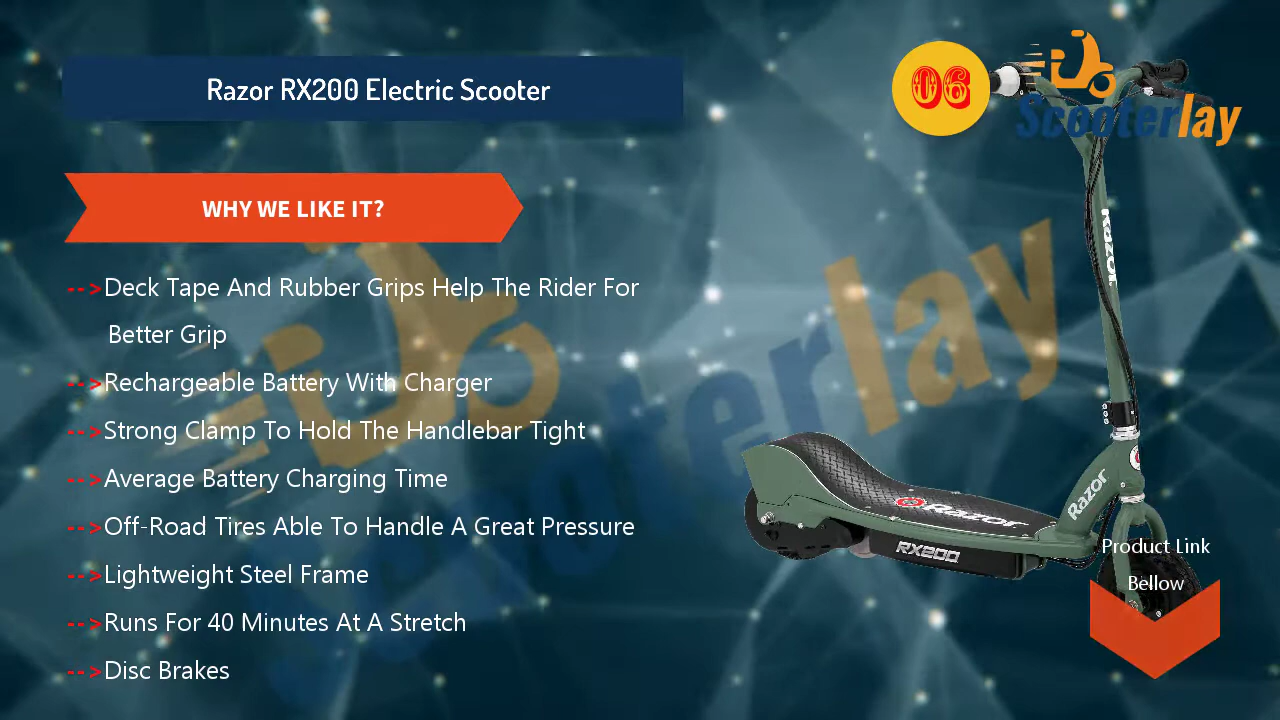 Razor RX200 Electric Scooter
06
Scooterlay
WHY WE LIKE IT?
-->Deck Tape And Rubber Grips Help The Rider For
Better Grip
-->Rechargeable Battery With Charger
-->Strong Clamp To Hold The Handlebar Tight
-->Average Battery Charging Time
-->Off-Road Tires Able To Handle A Great Pressure
-->Lightweight Steel Frame
-->Runs For 40 Minutes At A Stretch
-->Disc Brakes
Scooterlay
RAZOR
Razor
Razor
RX200
Product Link
Bellow